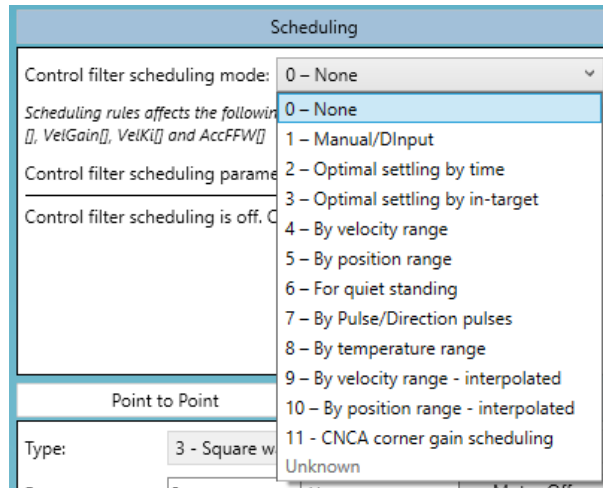 Scheduling
Control filter scheduling mode: 0 – None
Scheduling rules affects the followin
[], VelGain[], VelKi[] and AccFFW[]
Control filter scheduling parame
Control filter scheduling is off. C
0 – None
1 – Manual/DInput
2 – Optimal settling by time
3 – Optimal settling by in-target
4 – By velocity range
5 – By position range
6 – For quiet standing
7 – By Pulse/Direction pulses
8 – By temperature range
9 – By velocity range - interpolated
10 – By position range - interpolated
11 - CNCA corner gain scheduling
Unknown
Point to Point
Type: 3 - Square w